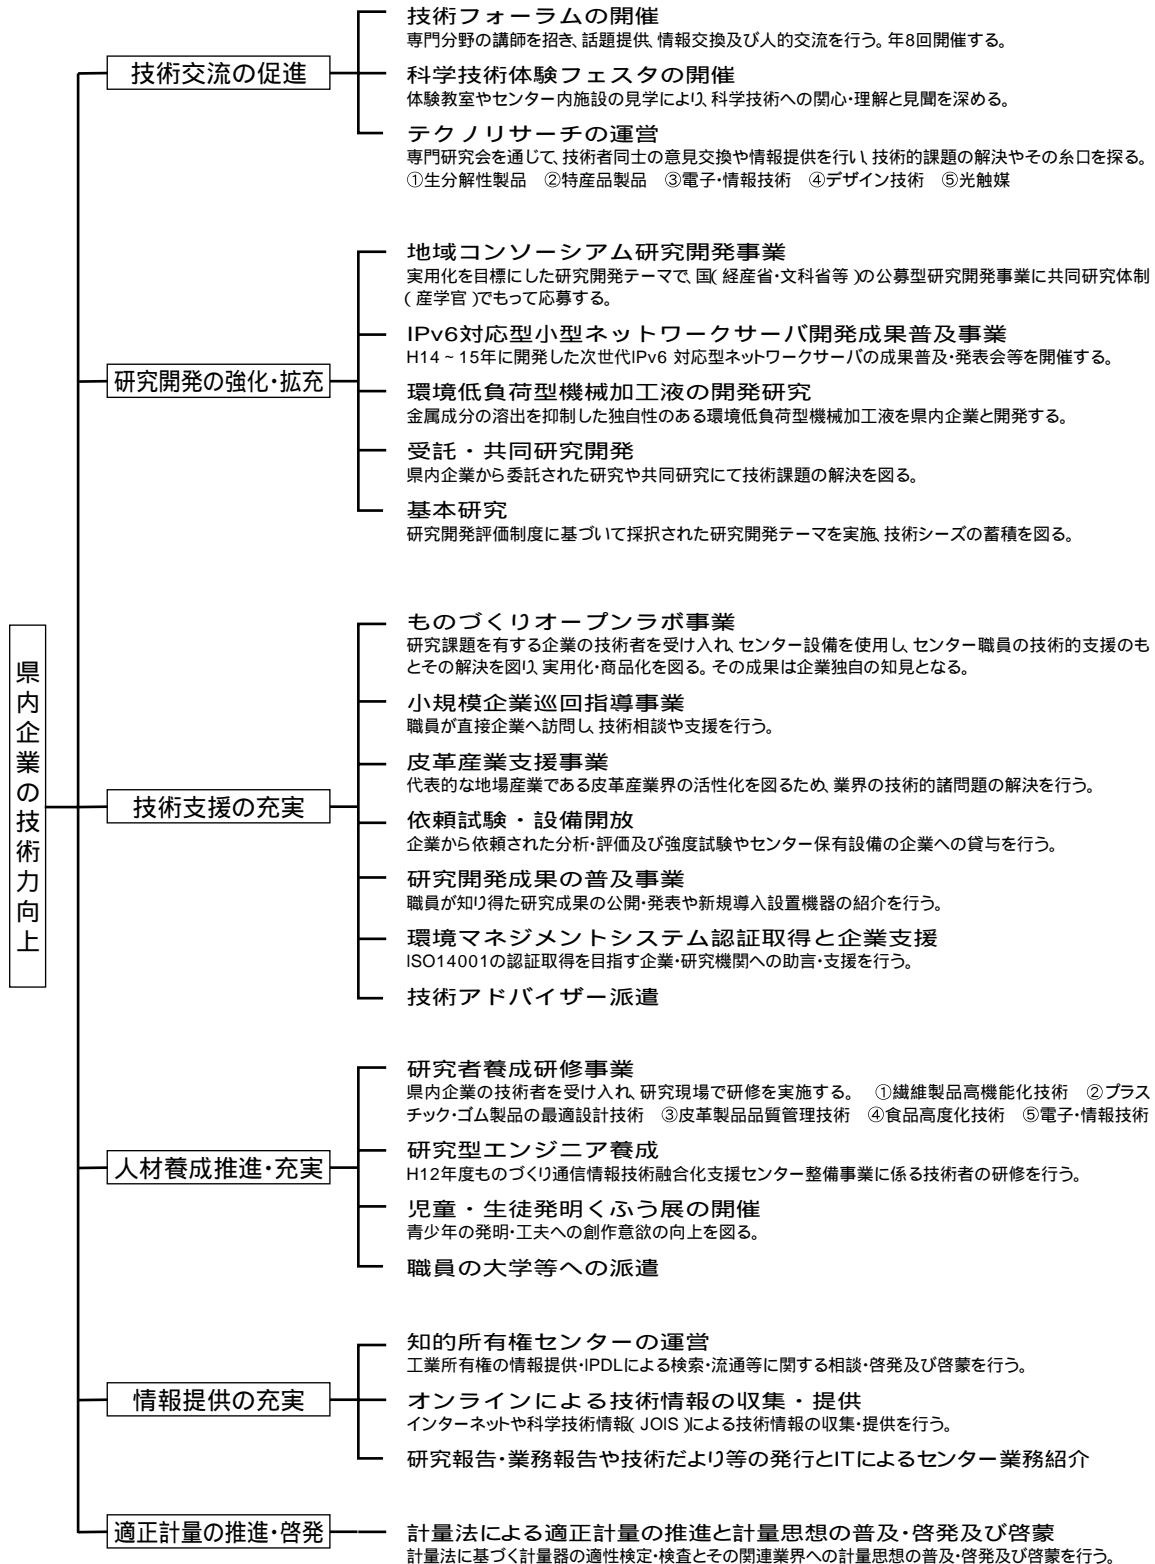 県内企業の技術力向上
技術交流の促進
技術フォーラムの開催
専門分野の講師を招き、話題提供、情報交換及び人的交流を行う。年8回開催する。
科学技術体験フェスタの開催
体験教室やセンター内施設の見学により、科学技術への関心・理解と見聞を深める。
テクノリサーチの運営
専門研究会を通じて、技術者同士の意見交換や情報提供を行い、技術的課題の解決やその糸口を探る。
①生分解性製品　②特産品製品　③電子・情報技術　④デザイン技術　⑤光触媒
研究開発の強化・拡充
地域コンソーシアム研究開発事業
実用化を目標にした研究開発テーマで、国(経産省・文科省等)の公募型研究開発事業に共同研究体制
(産学官)でもって応募する。
IPv6対応型小型ネットワークサーバ開発成果普及事業
H14～15年に開発した次世代IPv6 対応型ネットワークサーバの成果普及・発表会等を開催する。
環境低負荷型機械加工液の開発研究
金属成分の溶出を抑制した独自性のある環境低負荷型機械加工液を県内企業と開発する。
受託・共同研究開発
県内企業から委託された研究や共同研究にて技術課題の解決を図る。
基本研究
研究開発評価制度に基づいて採択された研究開発テーマを実施、技術シーズの蓄積を図る。
技術支援の充実
ものづくりオープンラボ事業
研究課題を有する企業の技術者を受け入れ、センター設備を使用し、センター職員の技術的支援のも
とその解決を図り、実用化・商品化を図る。その成果は企業独自の知見となる。
小規模企業巡回指導事業
職員が直接企業へ訪問し、技術相談や支援を行う。
皮革産業支援事業
代表的な地場産業である皮革産業界の活性化を図るため、業界の技術的諸問題の解決を行う。
依頼試験・設備開放
企業から依頼された分析・評価及び強度試験やセンター保有設備の企業への貸与を行う。
研究開発成果の普及事業
職員が知り得た研究成果の公開・発表や新規導入設置機器の紹介を行う。
環境マネジメントシステム認証取得と企業支援
ISO14001の認証取得を目指す企業・研究機関への助言・支援を行う。
技術アドバイザー派遣
人材養成推進・充実
研究者養成研修事業
県内企業の技術者を受け入れ、研究現場で研修を実施する。　①繊維製品高機能化技術　②プラス
チック・ゴム製品の最適設計技術　③皮革製品品質管理技術　④食品高度化技術　⑤電子・情報技術
研究型エンジニア養成
H12年度ものづくり通信情報技術融合化支援センター整備事業に係る技術者の研修を行う。
児童・生徒発明くふう展の開催
青少年の発明・工夫への創作意欲の向上を図る。
職員の大学等への派遣
情報提供の充実
知的所有権センターの運営
工業所有権の情報提供・IPDLによる検索・流通等に関する相談・啓発及び啓蒙を行う。
オンラインによる技術情報の収集・提供
インターネットや科学技術情報(JOIS)による技術情報の収集・提供を行う。
研究報告・業務報告や技術だより等の発行とITによるセンター業務紹介
適正計量の推進・啓発
計量法による適正計量の推進と計量思想の普及・啓発及び啓蒙
計量法に基づく計量器の適性検定・検査とその関連業界への計量思想の普及・啓発及び啓蒙を行う。